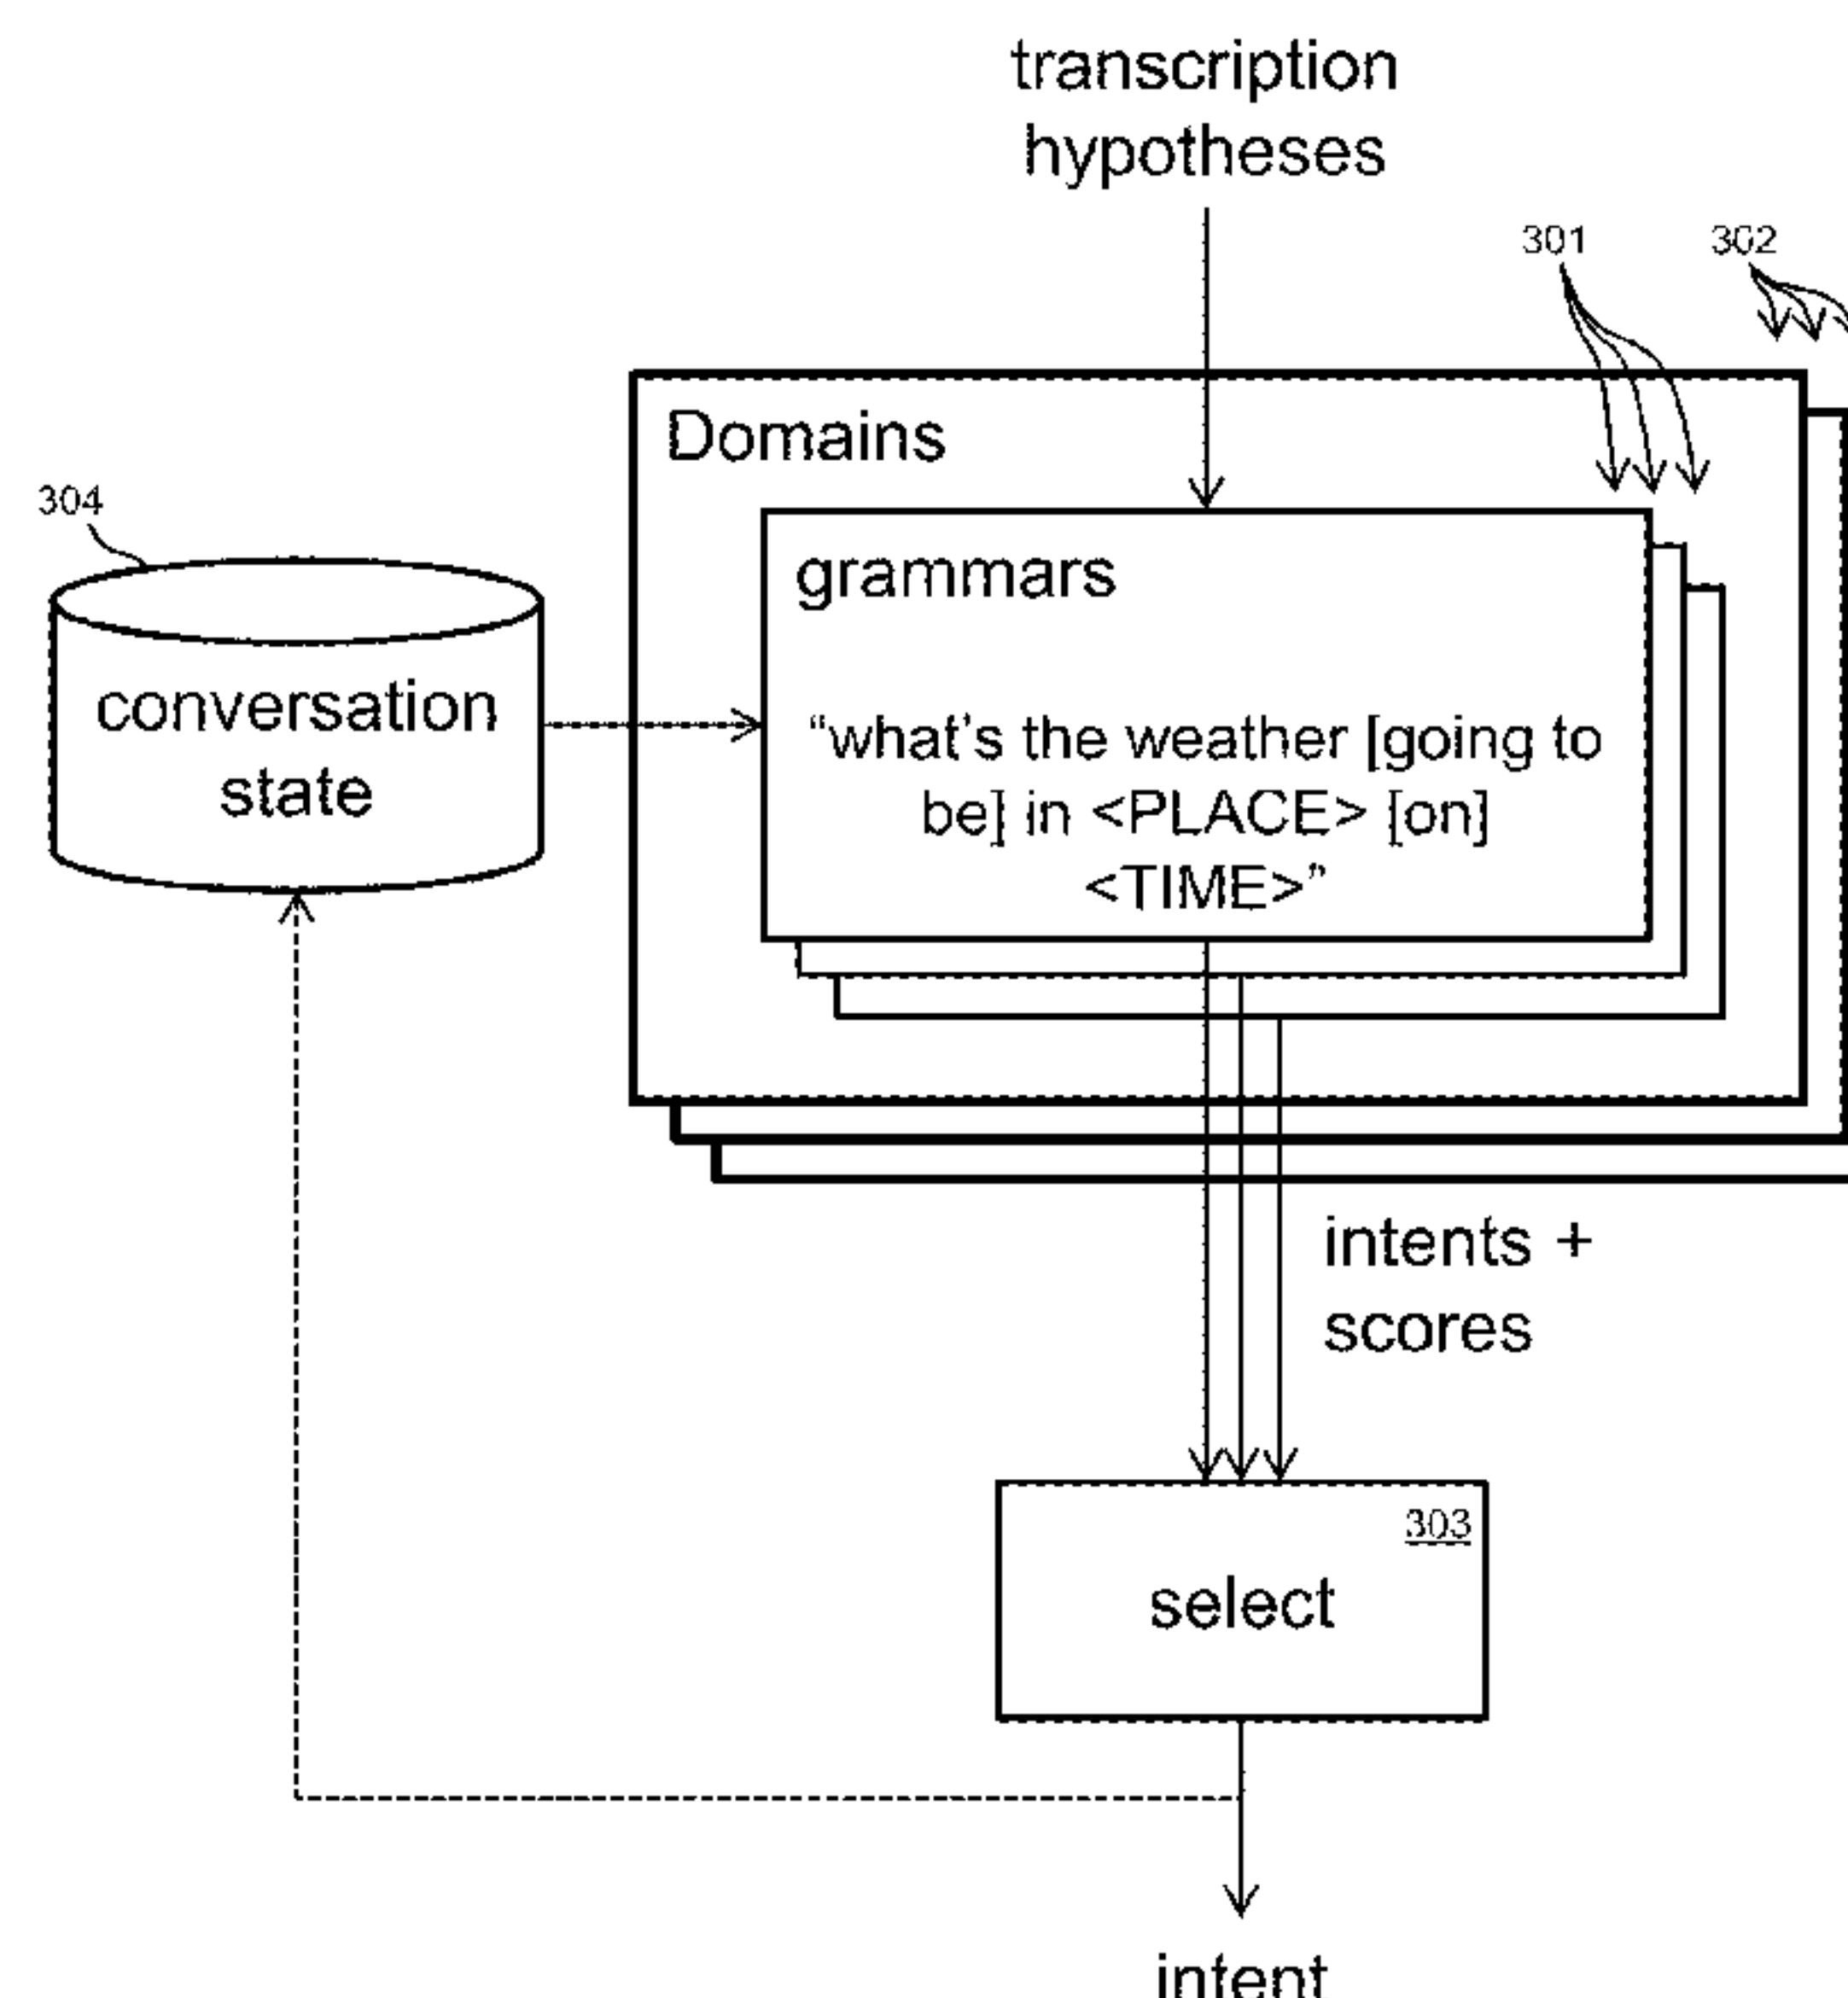 transcription
hypotheses
301
302
Domains
304
grammars
conversation
state
“what’s the weather [going to
be] in <PLACE> [on]
<TIME>”
intents +
scores
303
select
intent